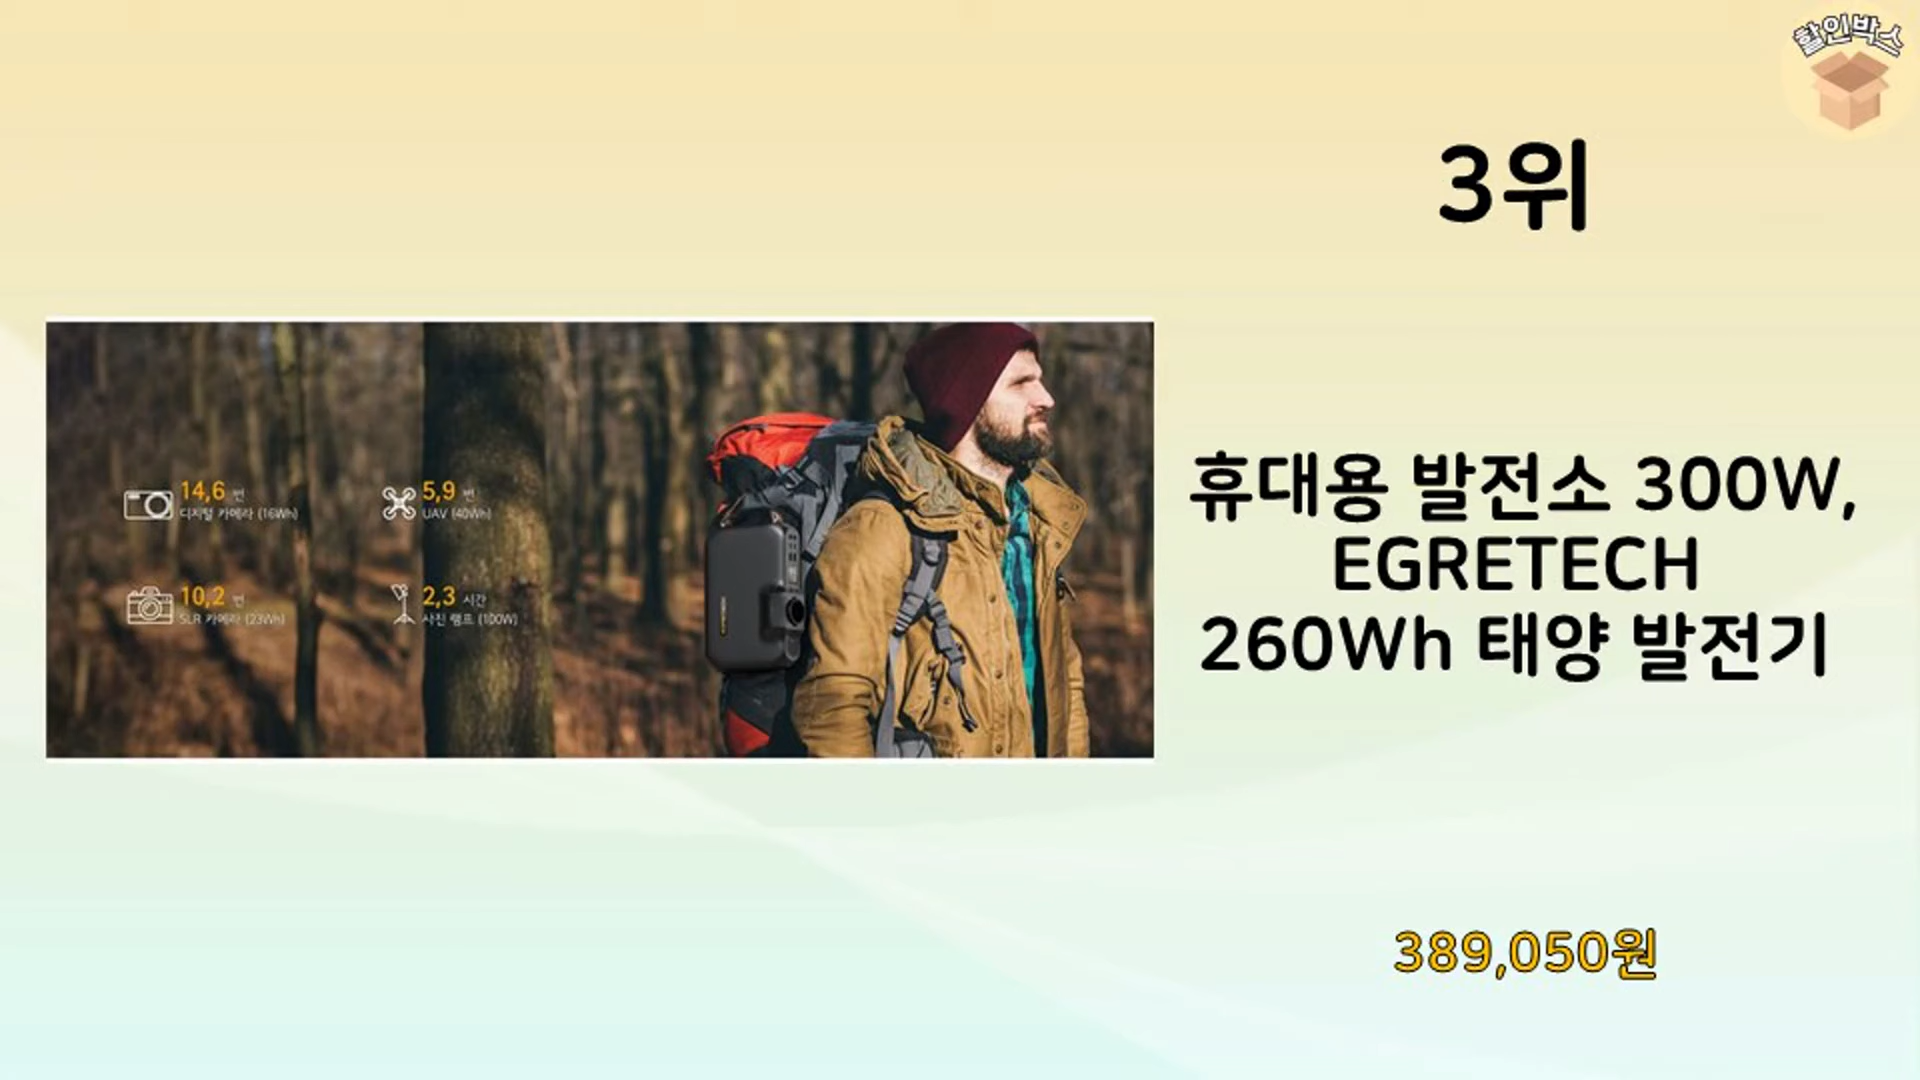 할인박스
3위
14,6 번
디지털 카메라 (16Wh)
5,9 번
UAV (40Wh)
10,2 번
SLR 카메라 (23Wh)
2,3 시간
사진 램프 (100W)
휴대용 발전소 300W,
EGRETECH
260Wh 태양 발전기
389,050원